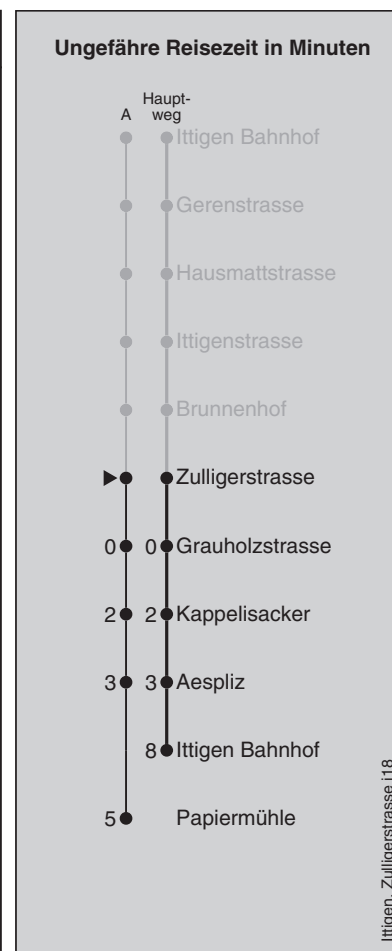 Ungefähre Reisezeit in Minuten
A Haupt-
weg
Ittigen Bahnhof
Gerenstrasse
Hausmattstrasse
Ittigenstrasse
Brunnenhof
Zulligerstrasse
0 0 Grauholzstrasse
2 2 Kappelisacker
3 3 Aespliz
8 Ittigen Bahnhof
5 Papiermühle
Ittigen, Zulligerstrasse j18